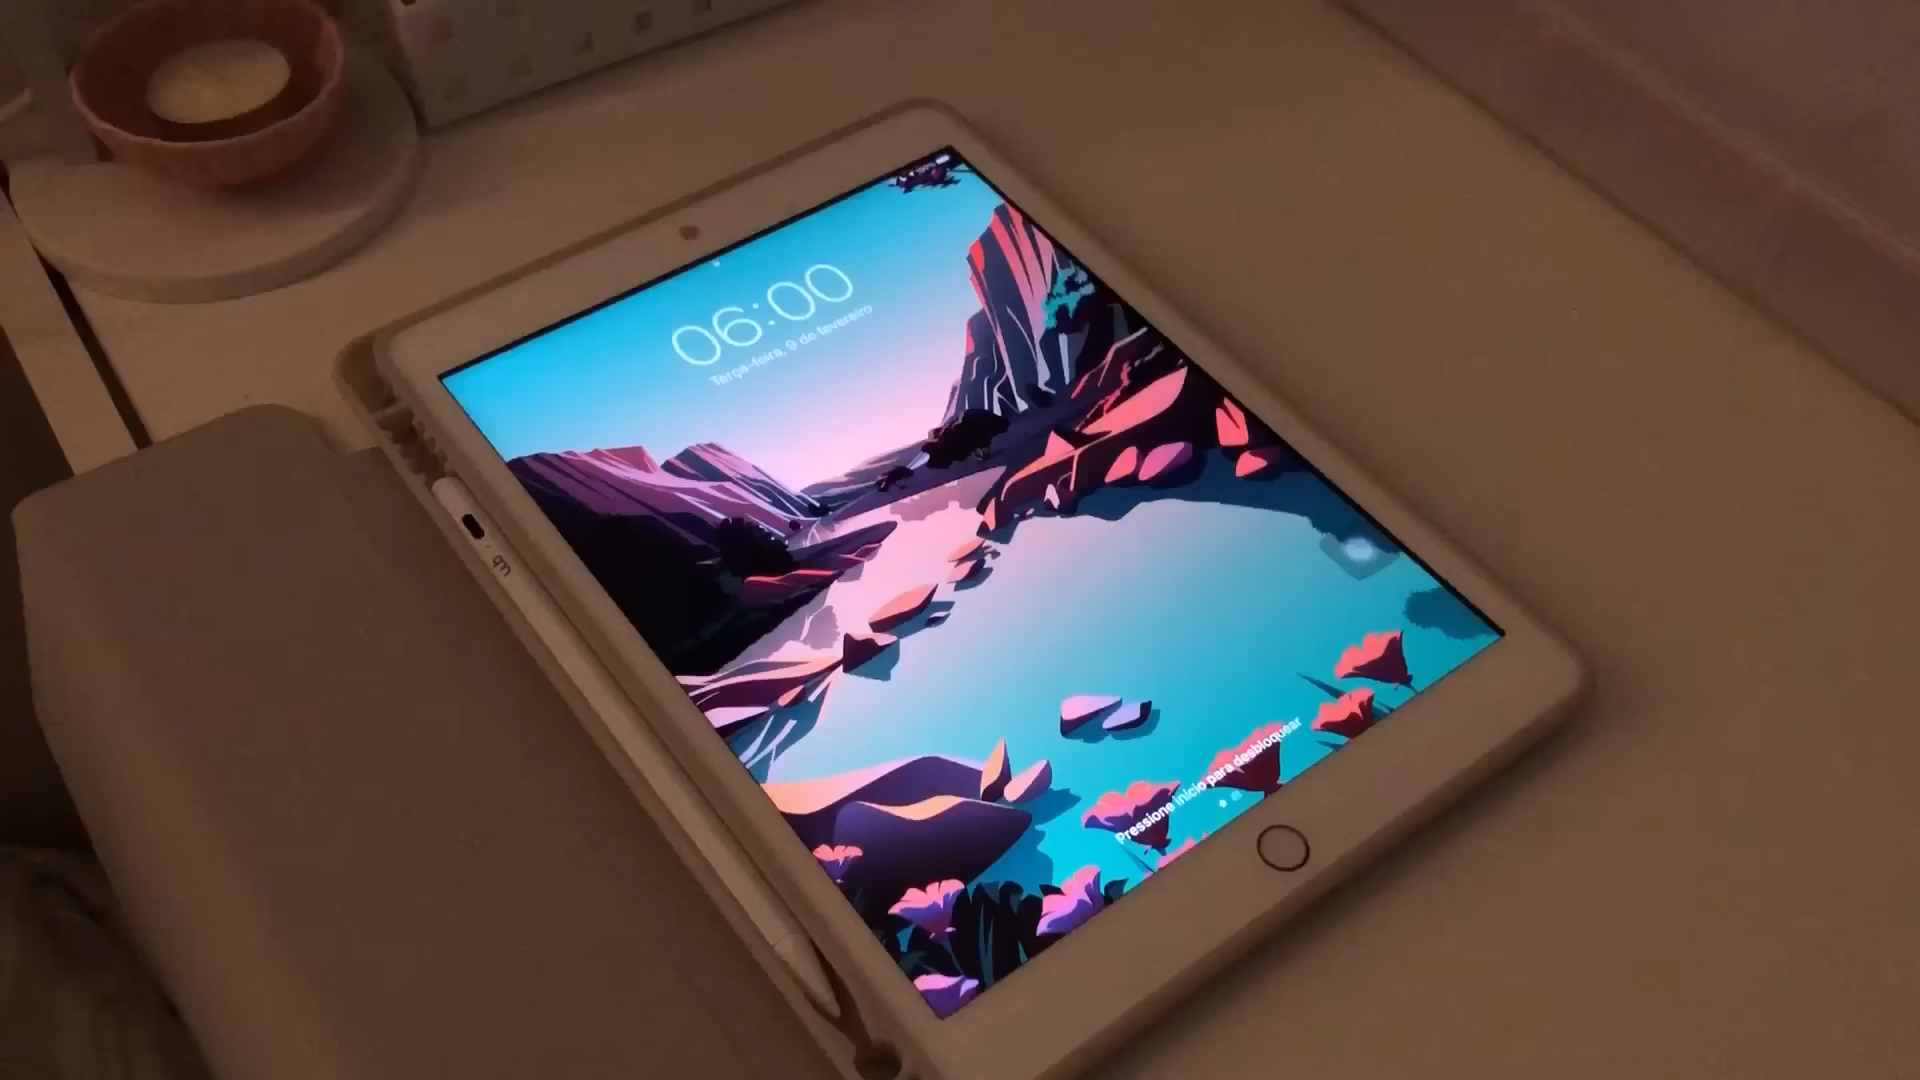 06:00
Terça-feira, 9 de fevereiro
Pressione início para desbloquear